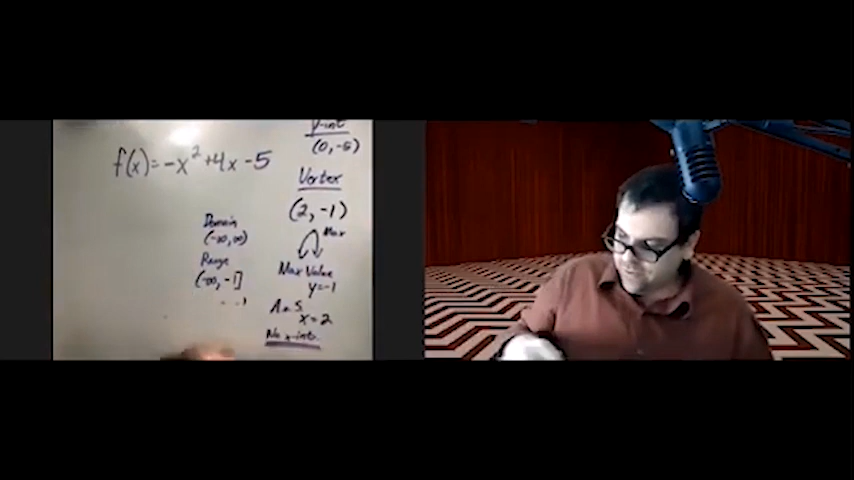 f(x)=-x²+4x-5
y-int
(0,-5)
Vertex
(2,-1)
Max
Max Value
y=-1
A.o.S.
x=2
No x-int.
Domain
(-∞,∞)
Range
(-∞,-1]